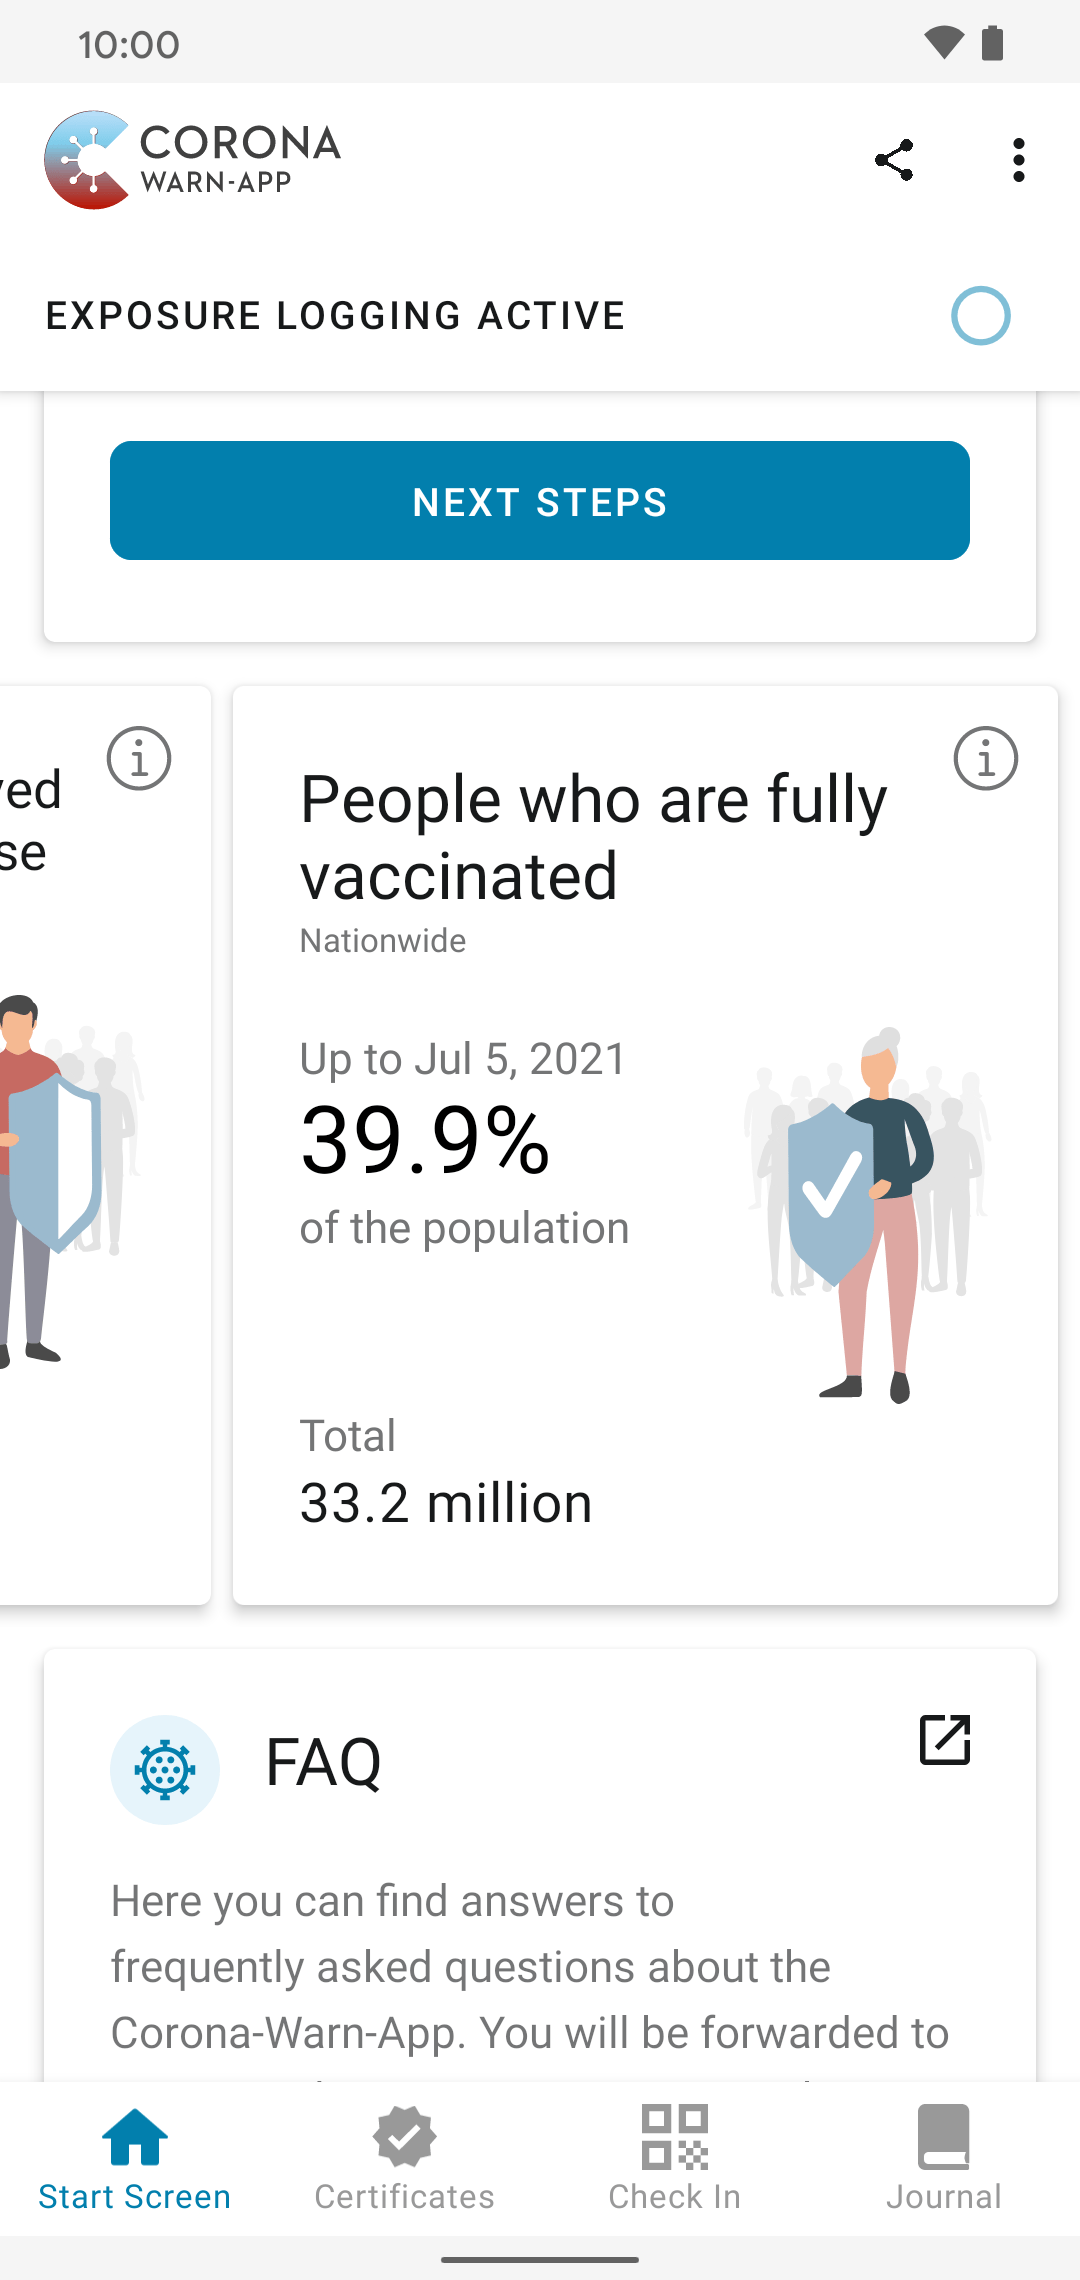 10:00
CORONA
WARN-APP
EXPOSURE LOGGING ACTIVE
NEXT STEPS
People who are fully
vaccinated
Nationwide
Up to Jul 5, 2021
39.9%
of the population
Total
33.2 million
FAQ
Here you can find answers to
frequently asked questions about the
Corona-Warn-App. You will be forwarded to
Start Screen
Certificates
Check In
Journal